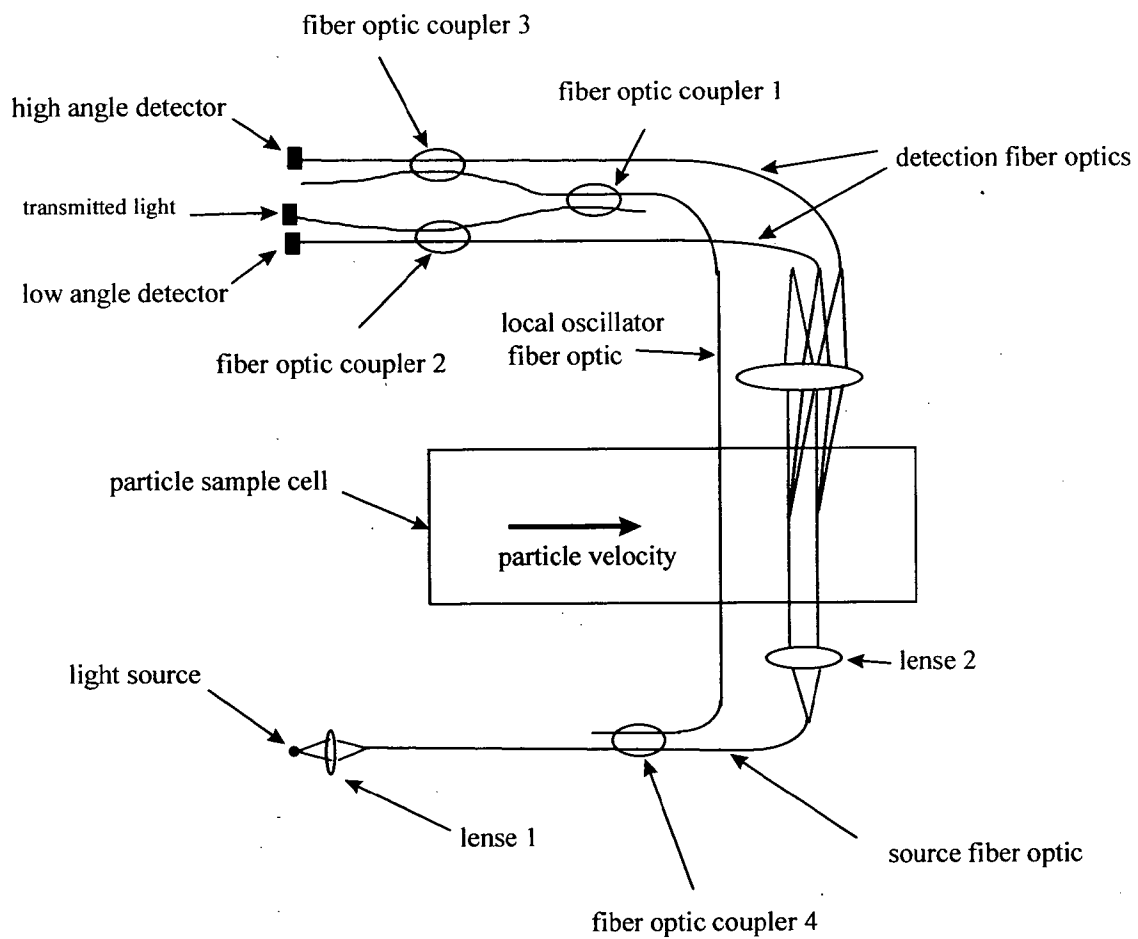 fiber optic coupler 3
fiber optic coupler 1
high angle detector
detection fiber optics
transmitted light
low angle detector
local oscillator
fiber optic
fiber optic coupler 2
particle sample cell
particle velocity
lense 2
light source
lense 1
source fiber optic
fiber optic coupler 4